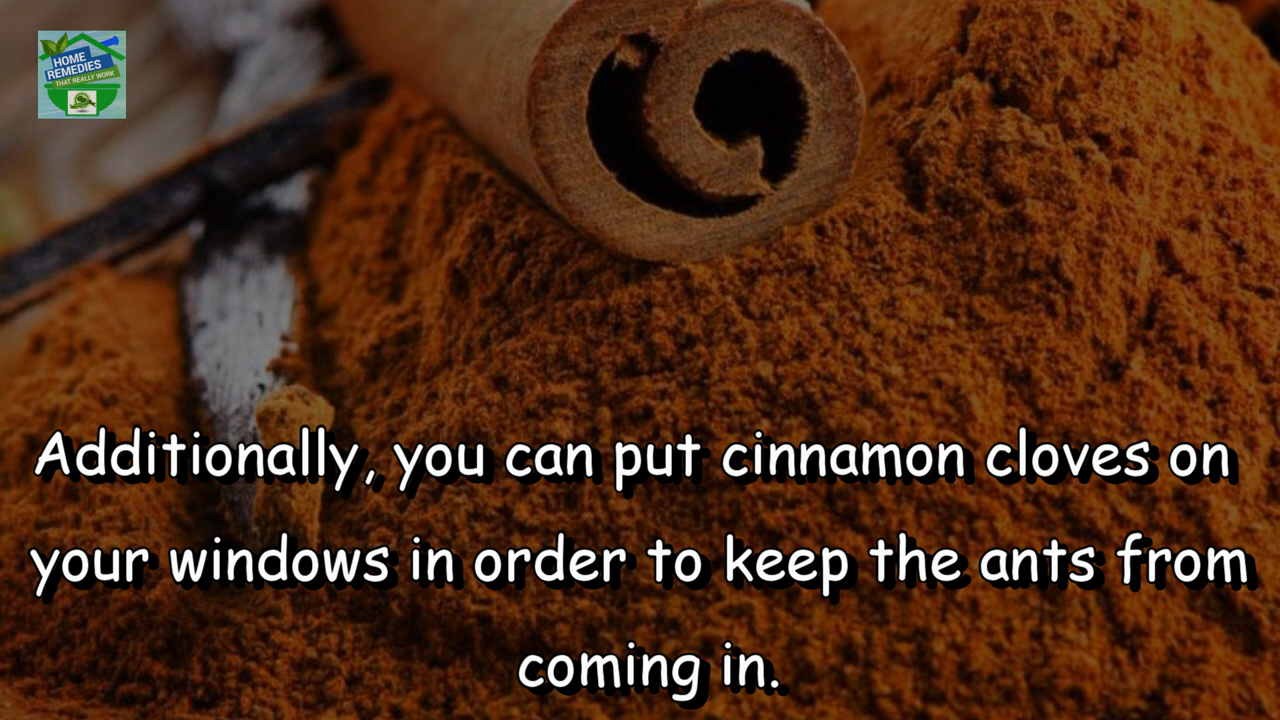 HOME
REMEDIES
THAT REALLY WORK
Additionally, you can put cinnamon cloves on
your windows in order to keep the ants from
coming in.